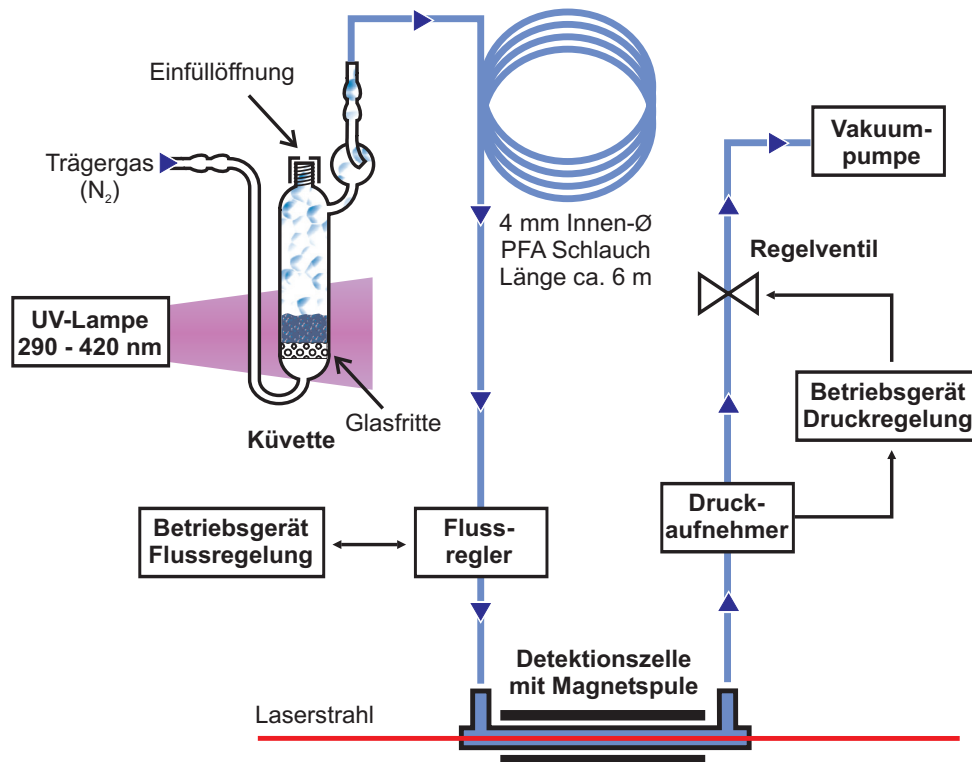 Einfüllöffnung
Trägergas
(N₂)
UV-Lampe
290 - 420 nm
Glasfritte
Küvette
4 mm Innen-Ø
PFA Schlauch
Länge ca. 6 m
Vakuum-
pumpe
Regelventil
Betriebsgerät
Druckregelung
Druck-
aufnehmer
Betriebsgerät
Flussregelung
Fluss-
regler
Detektionszelle
mit Magnetspule
Laserstrahl